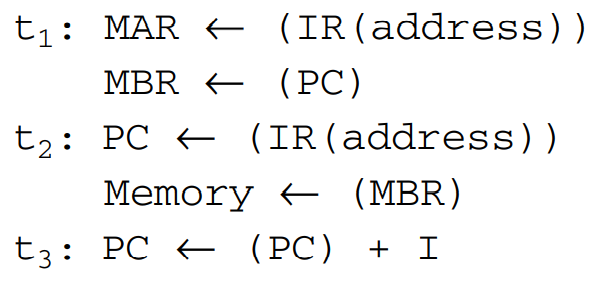 t₁: MAR ← (IR(address))
MBR ← (PC)
t₂: PC ← (IR(address))
Memory ← (MBR)
t₃: PC ← (PC) + I